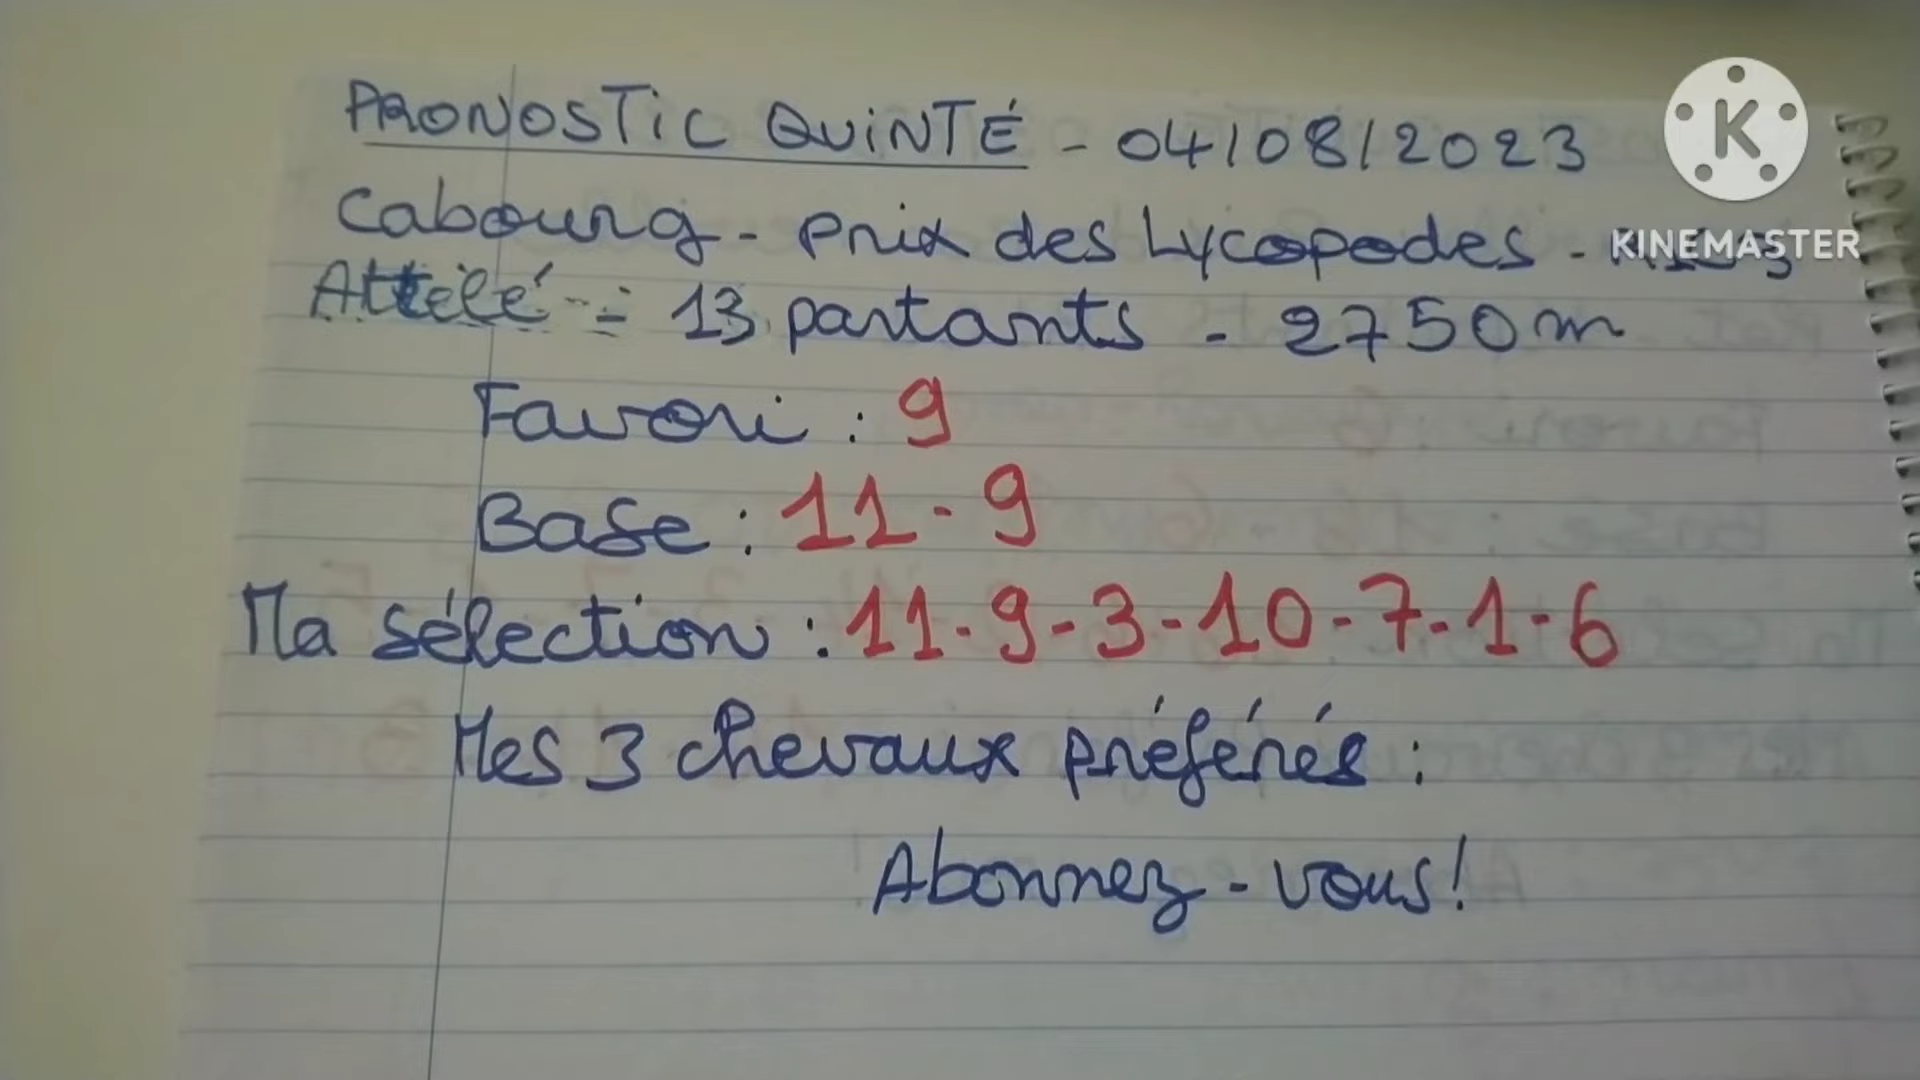 PRONOSTIC QUINTÉ - 04/08/2023
Cabourg - Prix des Lycopodes -
KINEMASTER
Attelé - 13 partants - 2750m
Favori : 9
Base : 11 - 9
Ma sélection : 11 - 9 - 3 - 10 - 7 - 1 - 6
Mes 3 chevaux préférés :
Abonnez - vous !